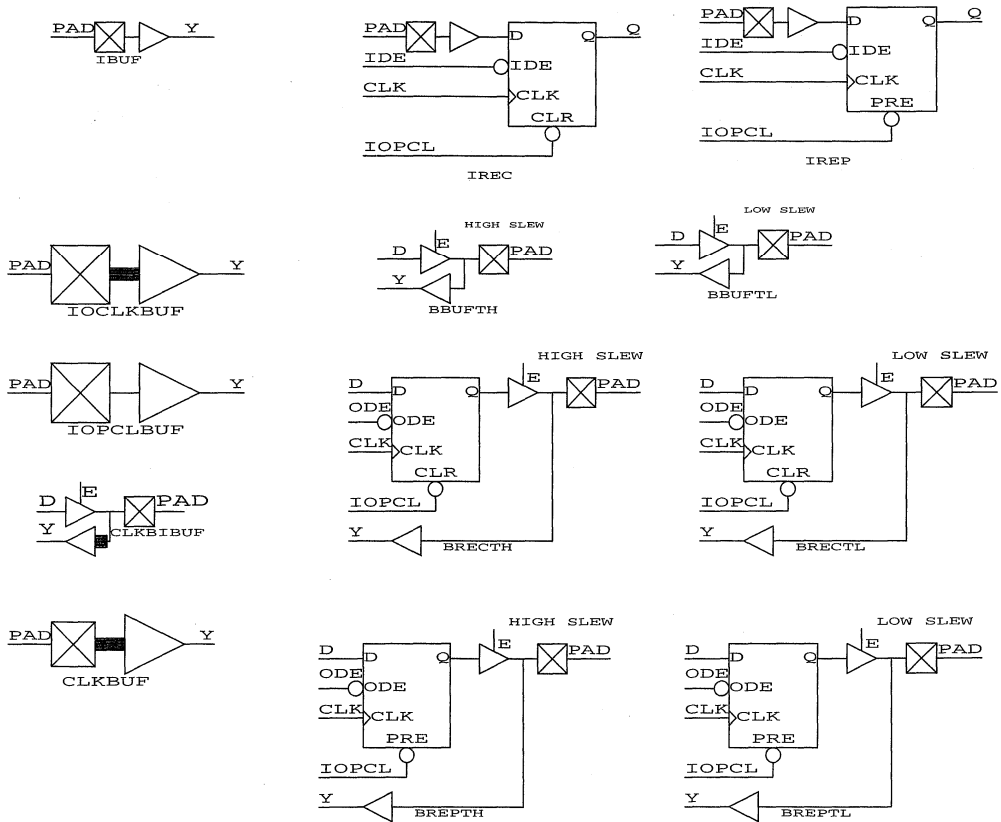 PAD Y
IBUF
PAD D Q Q
IDE IDE
CLK CLK
CLR
IOPCL
IREC
PAD D Q Q
IDE IDE
CLK CLK
PRE
IOPCL
IREP
PAD Y
IOCLKBUF
HIGH SLEW
D E PAD
Y
BBUFTH
LOW SLEW
D E PAD
Y
BBUFTL
PAD Y
IOPCLBUF
HIGH SLEW
D D Q E PAD
ODE ODE
CLK CLK
CLR
IOPCL
Y
BRECTH
LOW SLEW
D D Q E PAD
ODE ODE
CLK CLK
CLR
IOPCL
Y
BRECTL
D E PAD
Y
CLKBIBUF
PAD Y
CLKBUF
HIGH SLEW
D D Q E PAD
ODE ODE
CLK CLK
PRE
IOPCL
Y
BREPTH
LOW SLEW
D D Q E PAD
ODE ODE
CLK CLK
PRE
IOPCL
Y
BREPTL